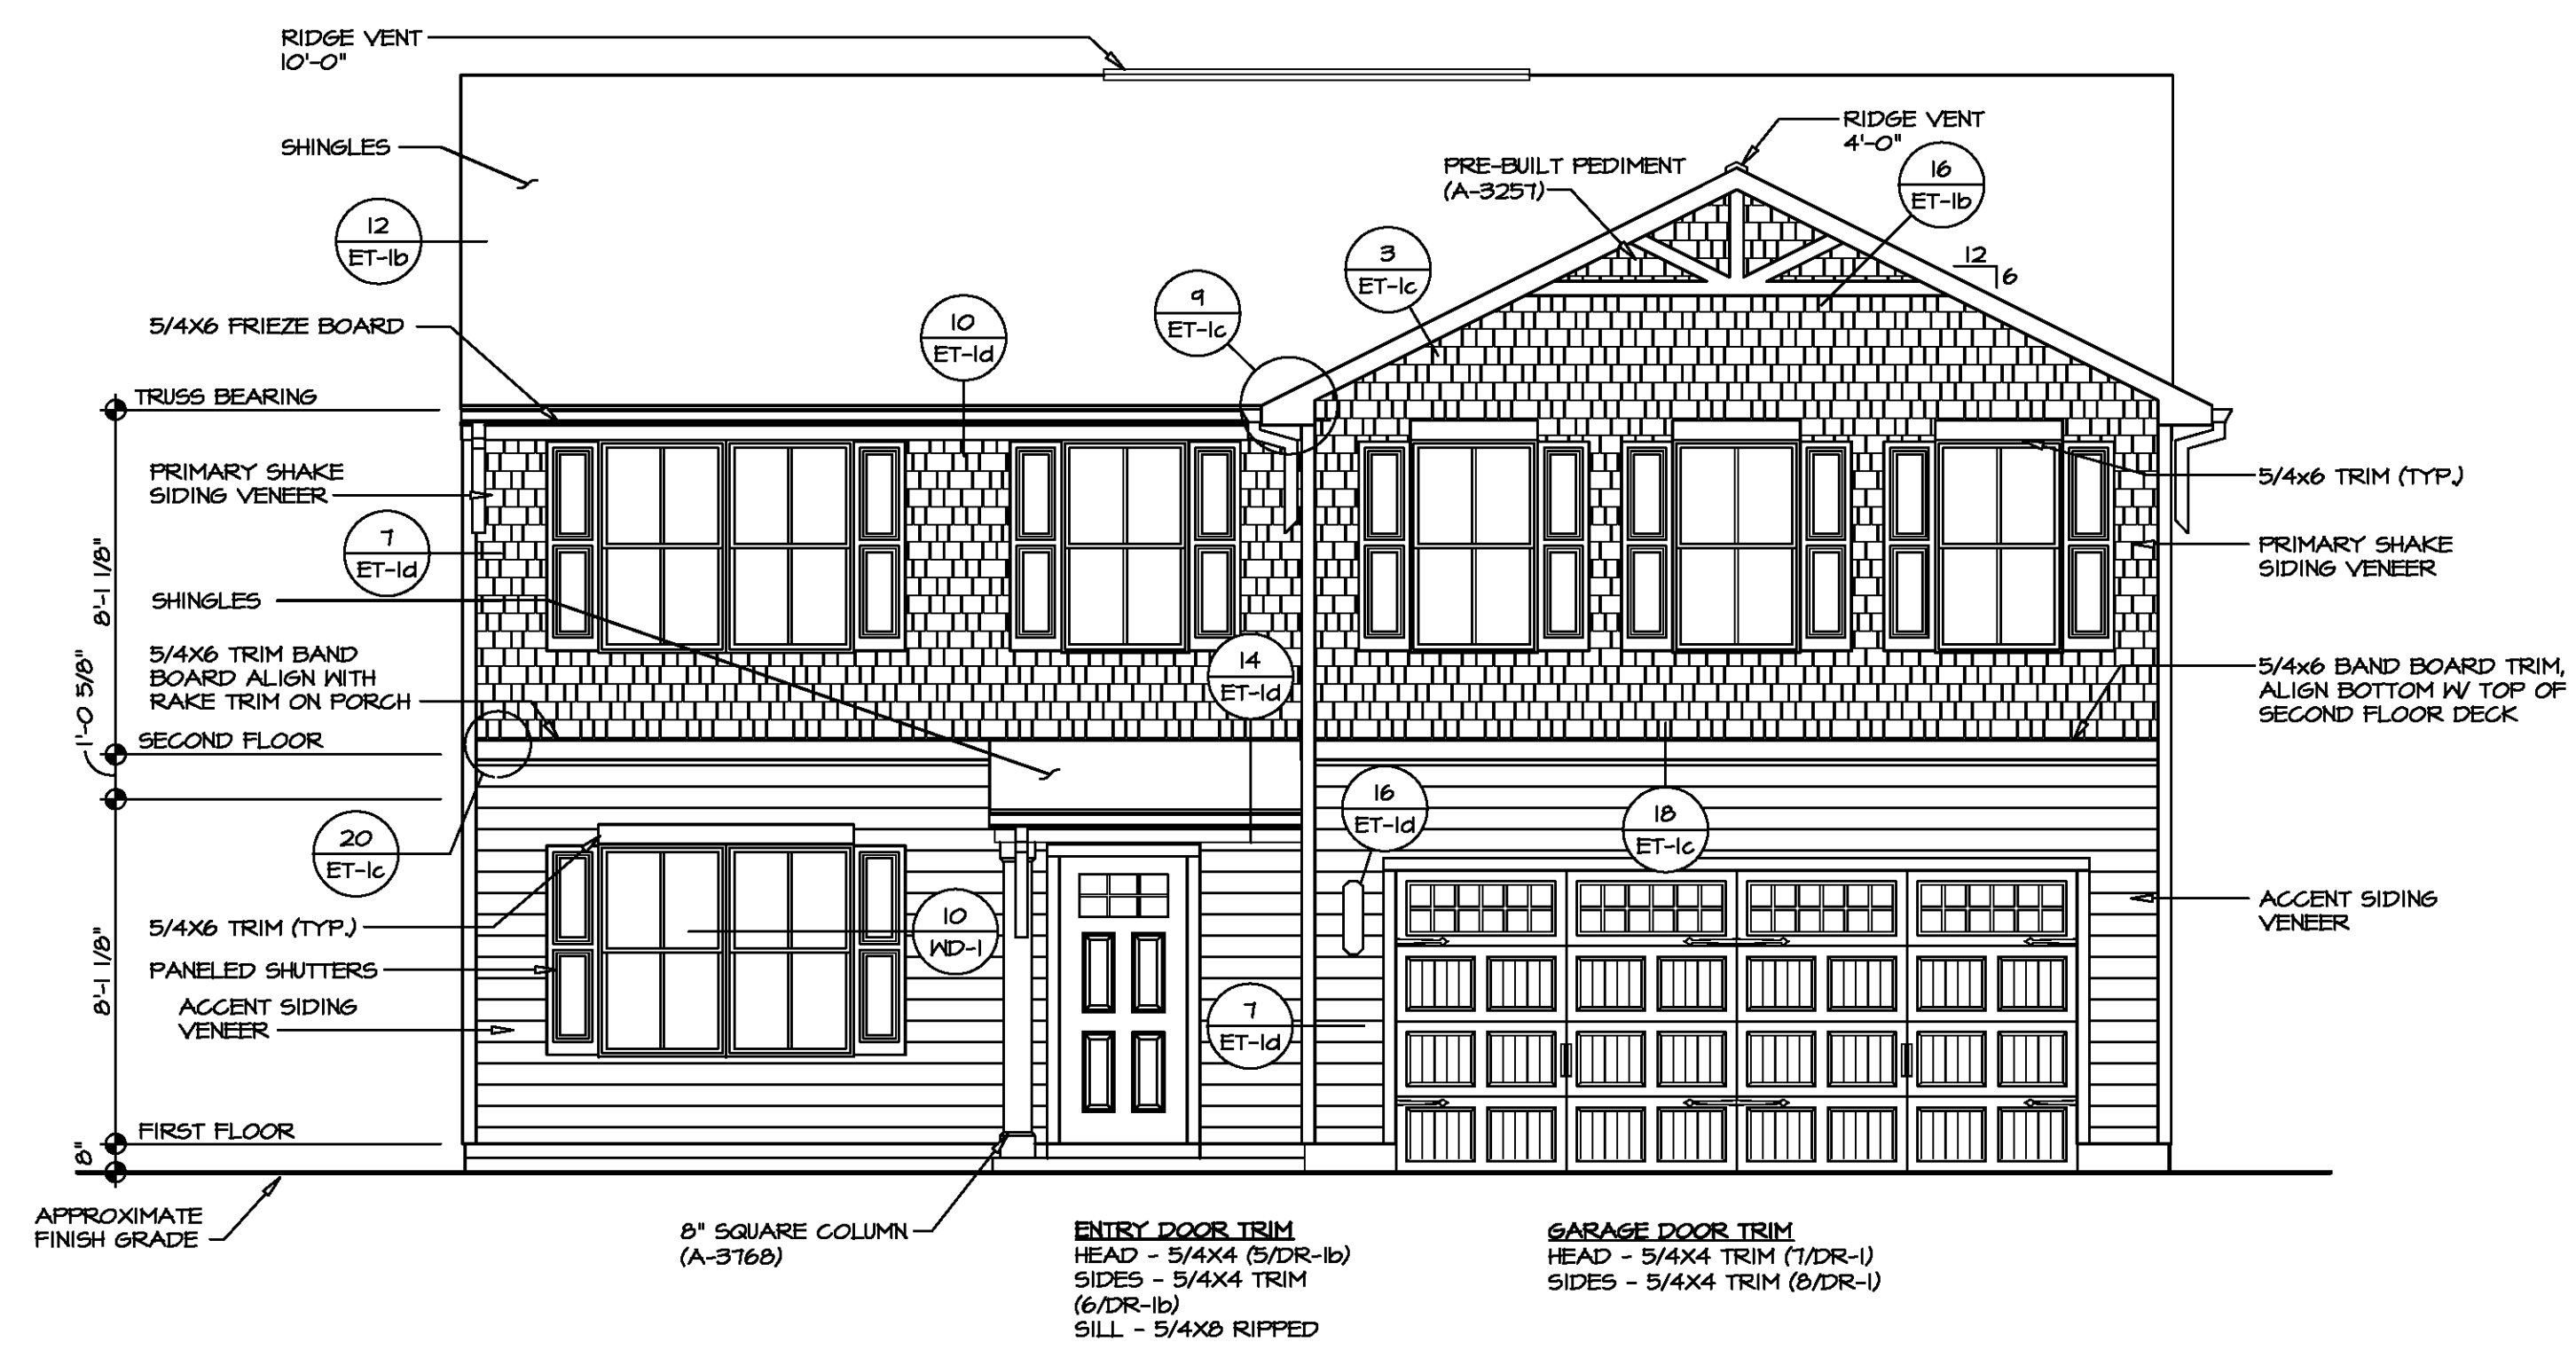 RIDGE VENT
10'-0"
SHINGLES
12
ET-1b
5/4X6 FRIEZE BOARD
TRUSS BEARING
PRIMARY SHAKE
SIDING VENEER
7
ET-1d
8'-1 1/8"
SHINGLES
5/4X6 TRIM BAND
BOARD ALIGN WITH
RAKE TRIM ON PORCH
1'-0 5/8"
SECOND FLOOR
20
ET-1c
5/4X6 TRIM (TYP.)
PANELED SHUTTERS
ACCENT SIDING
VENEER
8'-1 1/8"
FIRST FLOOR
8"
APPROXIMATE
FINISH GRADE
10
ET-1d
9
ET-1c
3
ET-1c
PRE-BUILT PEDIMENT
(A-3257)
RIDGE VENT
4'-0"
16
ET-1b
12
6
14
ET-1d
16
ET-1d
18
ET-1c
10
WD-1
7
ET-1d
5/4x6 TRIM (TYP.)
PRIMARY SHAKE
SIDING VENEER
5/4x6 BAND BOARD TRIM,
ALIGN BOTTOM W/ TOP OF
SECOND FLOOR DECK
ACCENT SIDING
VENEER
8" SQUARE COLUMN
(A-3768)
ENTRY DOOR TRIM
HEAD - 5/4X4 (5/DR-1b)
SIDES - 5/4X4 TRIM
(6/DR-1b)
SILL - 5/4X8 RIPPED
GARAGE DOOR TRIM
HEAD - 5/4X4 TRIM (7/DR-1)
SIDES - 5/4X4 TRIM (8/DR-1)